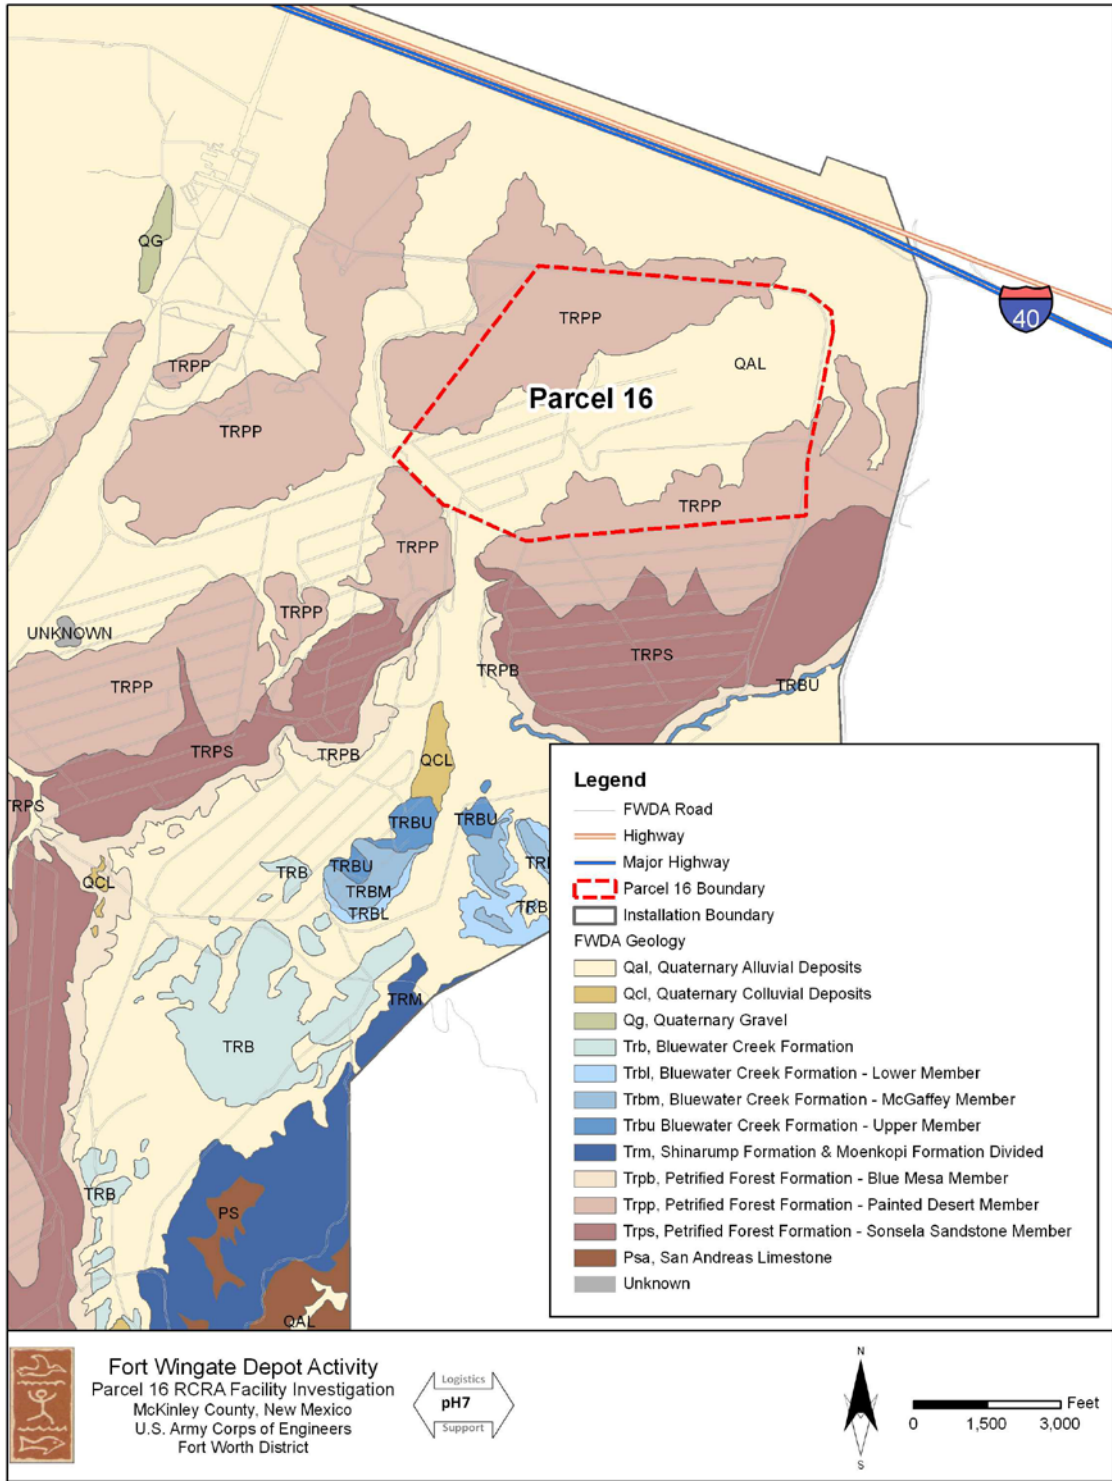 QG
40
TRPP
QAL
TRPP
Parcel 16
TRPP
TRPP
TRPP
TRPP
UNKNOWN
TRPB
TRPS
TRPP
TRBU
TRPS
TRPB
QCL
TRPS
TRBU
TRBU
TRBU
TRB
QCL
TRBM
TRBL
TRB
TRM
TRB
TRB
PS
QAL
Legend
FWDA Road
Highway
Major Highway
Parcel 16 Boundary
Installation Boundary
FWDA Geology
Qal, Quaternary Alluvial Deposits
Qcl, Quaternary Colluvial Deposits
Qg, Quaternary Gravel
Trb, Bluewater Creek Formation
Trbl, Bluewater Creek Formation - Lower Member
Trbm, Bluewater Creek Formation - McGaffey Member
Trbu Bluewater Creek Formation - Upper Member
Trm, Shinarump Formation & Moenkopi Formation Divided
Trpb, Petrified Forest Formation - Blue Mesa Member
Trpp, Petrified Forest Formation - Painted Desert Member
Trps, Petrified Forest Formation - Sonsela Sandstone Member
Psa, San Andreas Limestone
Unknown
Fort Wingate Depot Activity
Parcel 16 RCRA Facility Investigation
McKinley County, New Mexico
U.S. Army Corps of Engineers
Fort Worth District
Logistics
pH7
Support
N
S
Feet
0 1,500 3,000